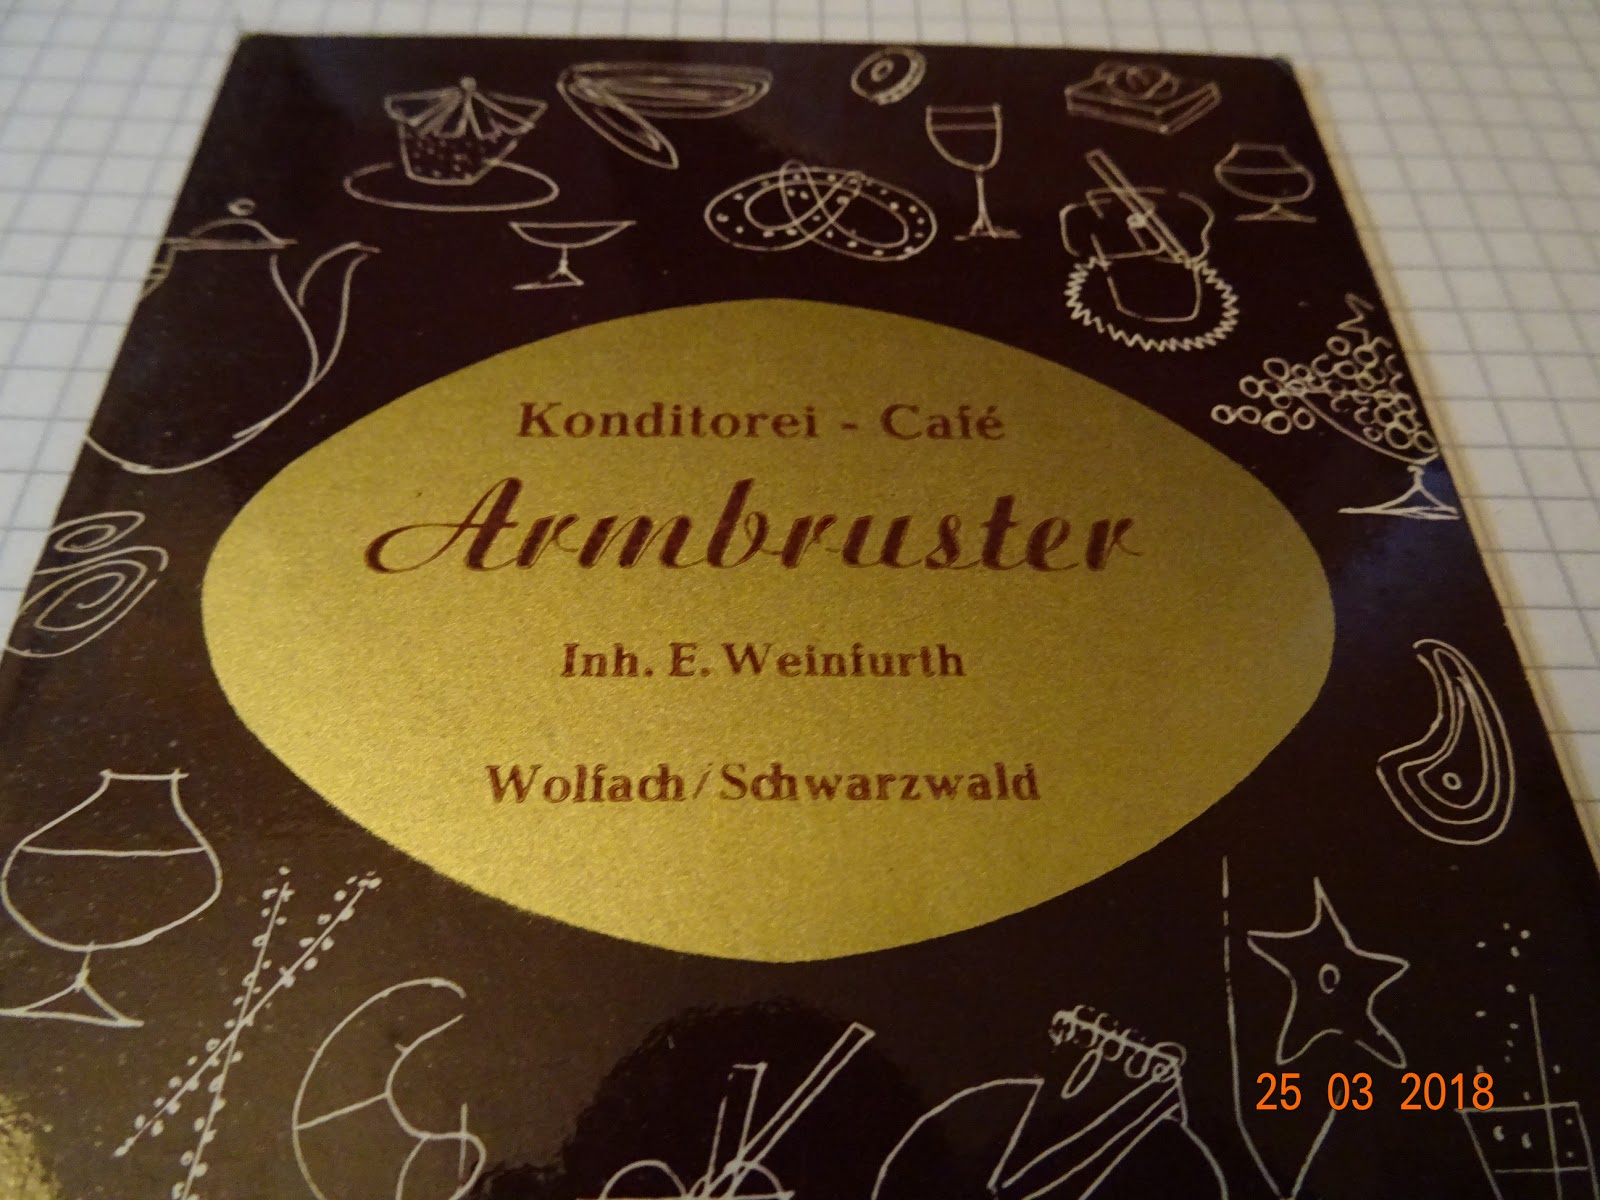 Konditorei - Café
Armbruster
Inh. E. Weinfurth
Wolfach/Schwarzwald
25 03 2018